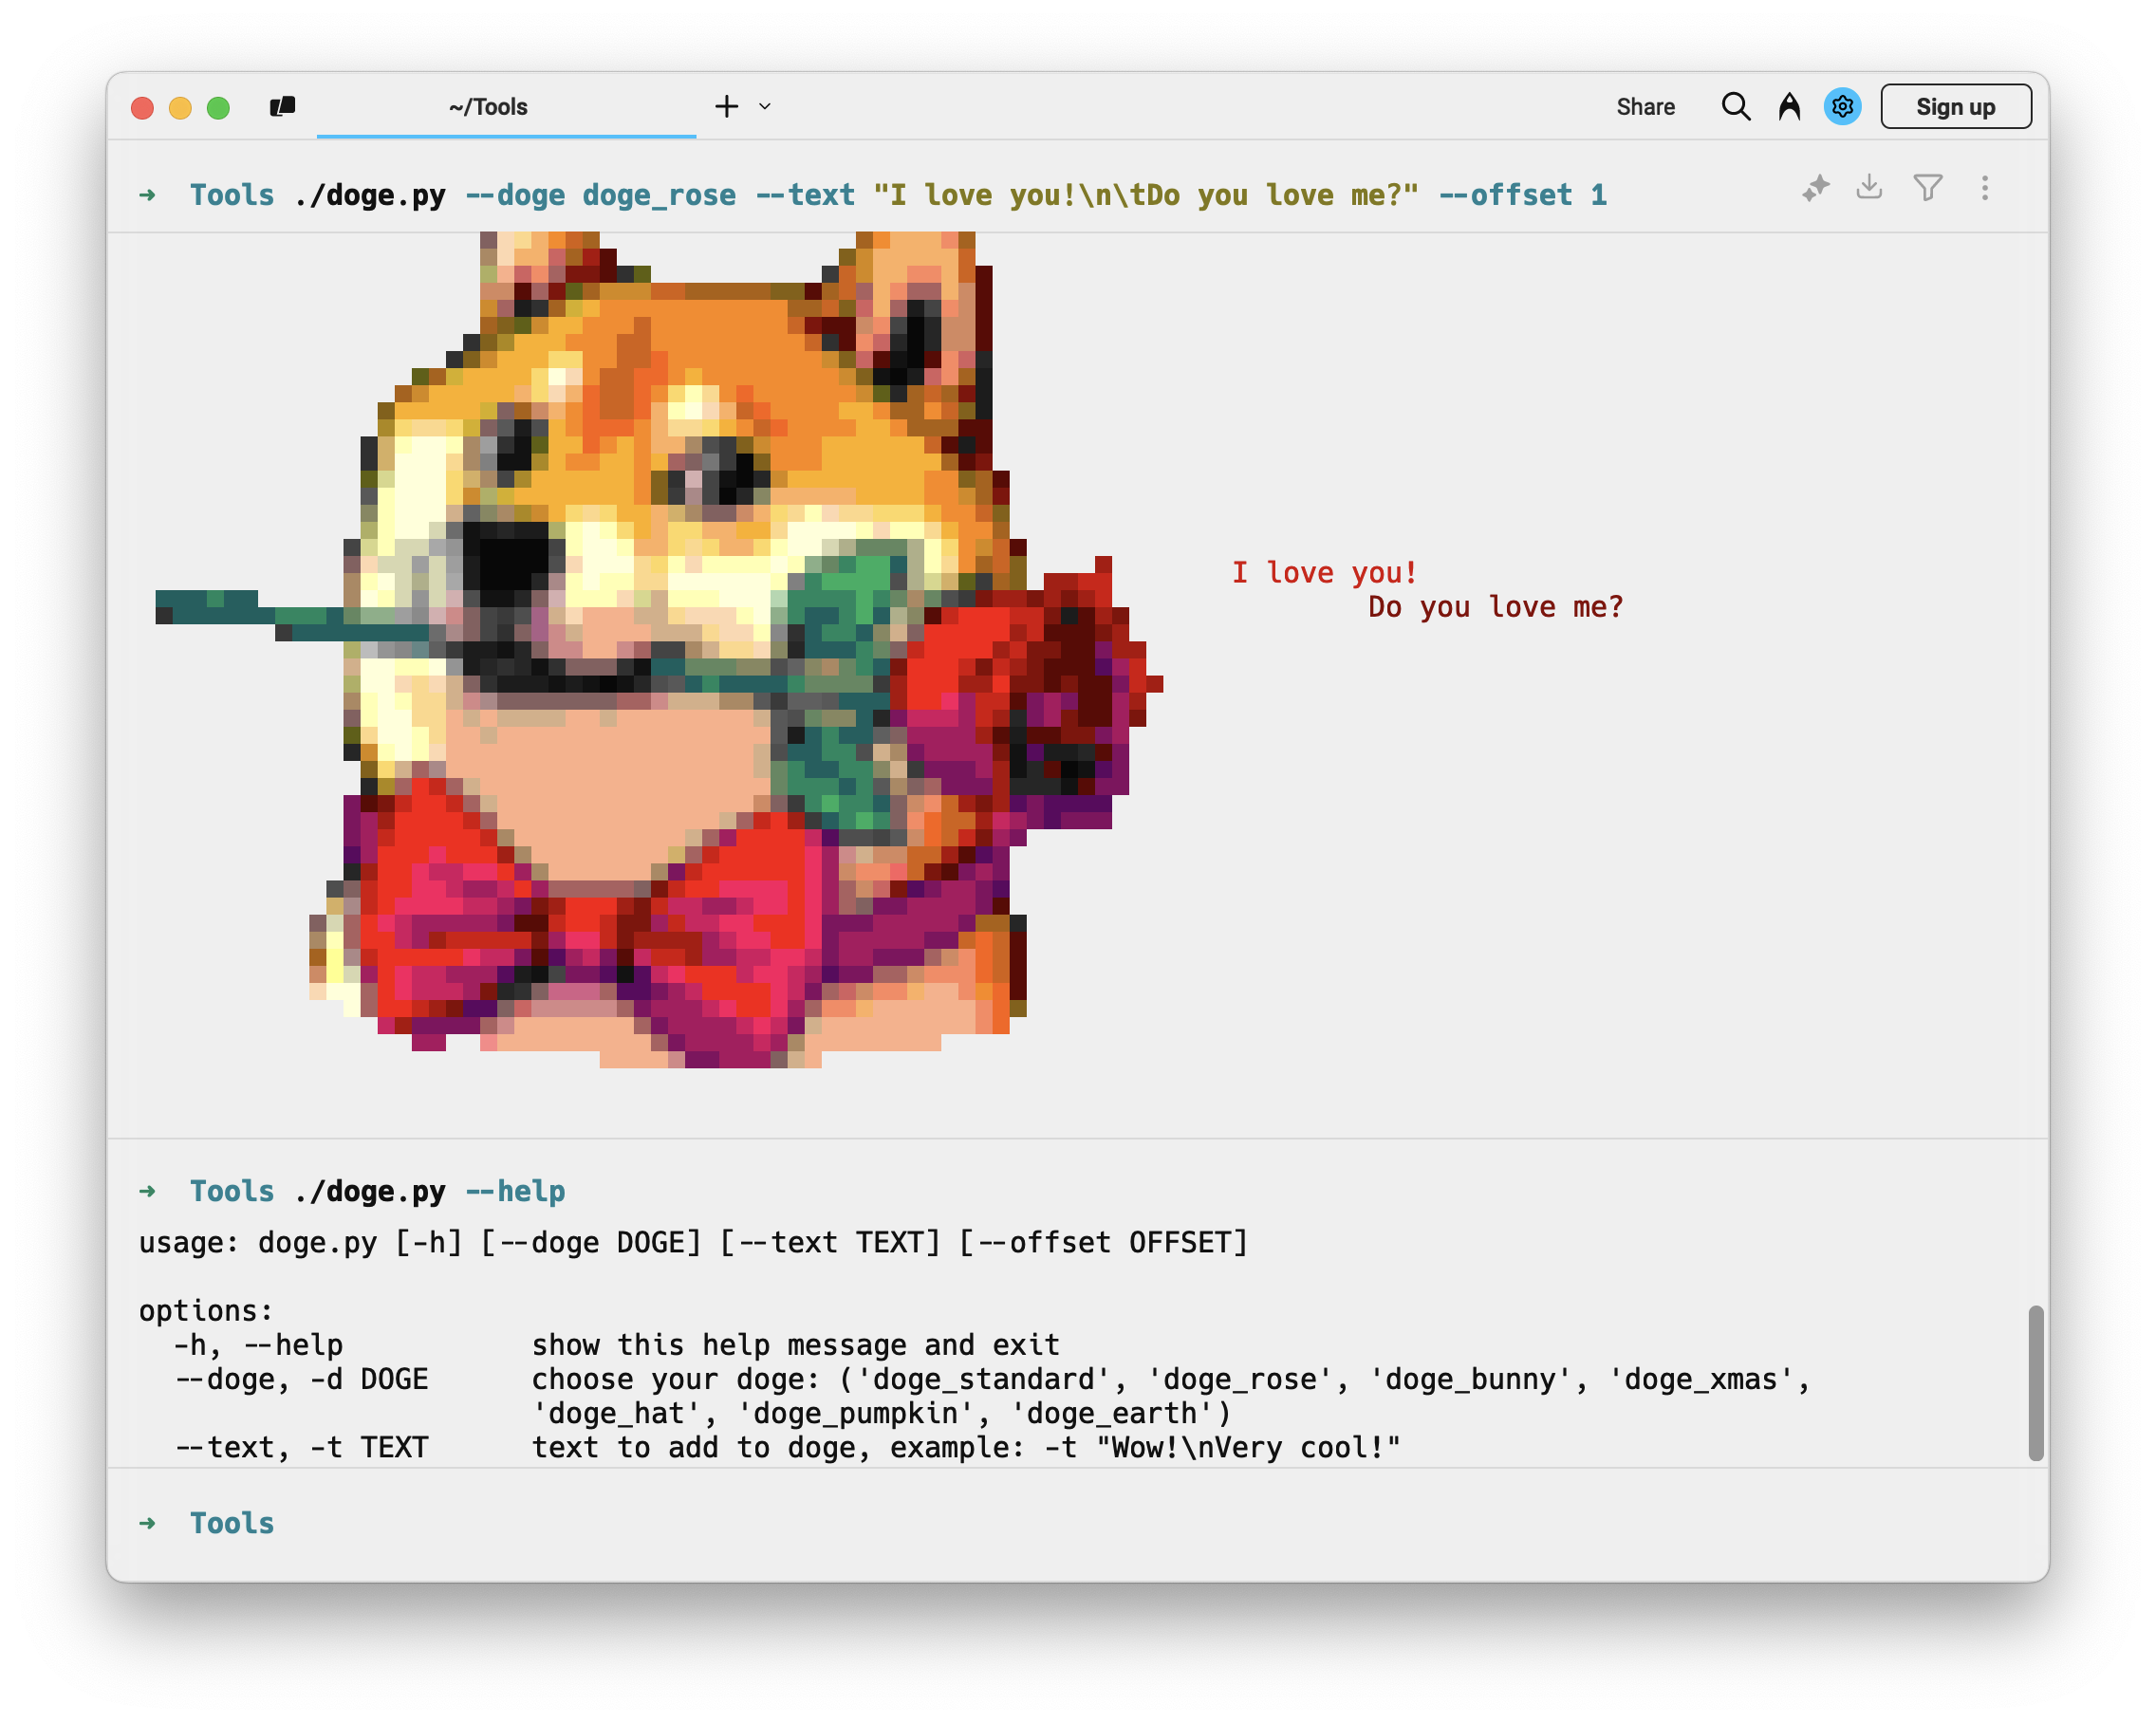 ~/Tools
Share
Sign up
➜ Tools ./doge.py --doge doge_rose --text "I love you!\n\tDo you love me?" --offset 1
I love you!
Do you love me?
➜ Tools ./doge.py --help
usage: doge.py [-h] [--doge DOGE] [--text TEXT] [--offset OFFSET]
options:
-h, --help show this help message and exit
--doge, -d DOGE choose your doge: ('doge_standard', 'doge_rose', 'doge_bunny', 'doge_xmas',
'doge_hat', 'doge_pumpkin', 'doge_earth')
--text, -t TEXT text to add to doge, example: -t "Wow!\nVery cool!"
➜ Tools